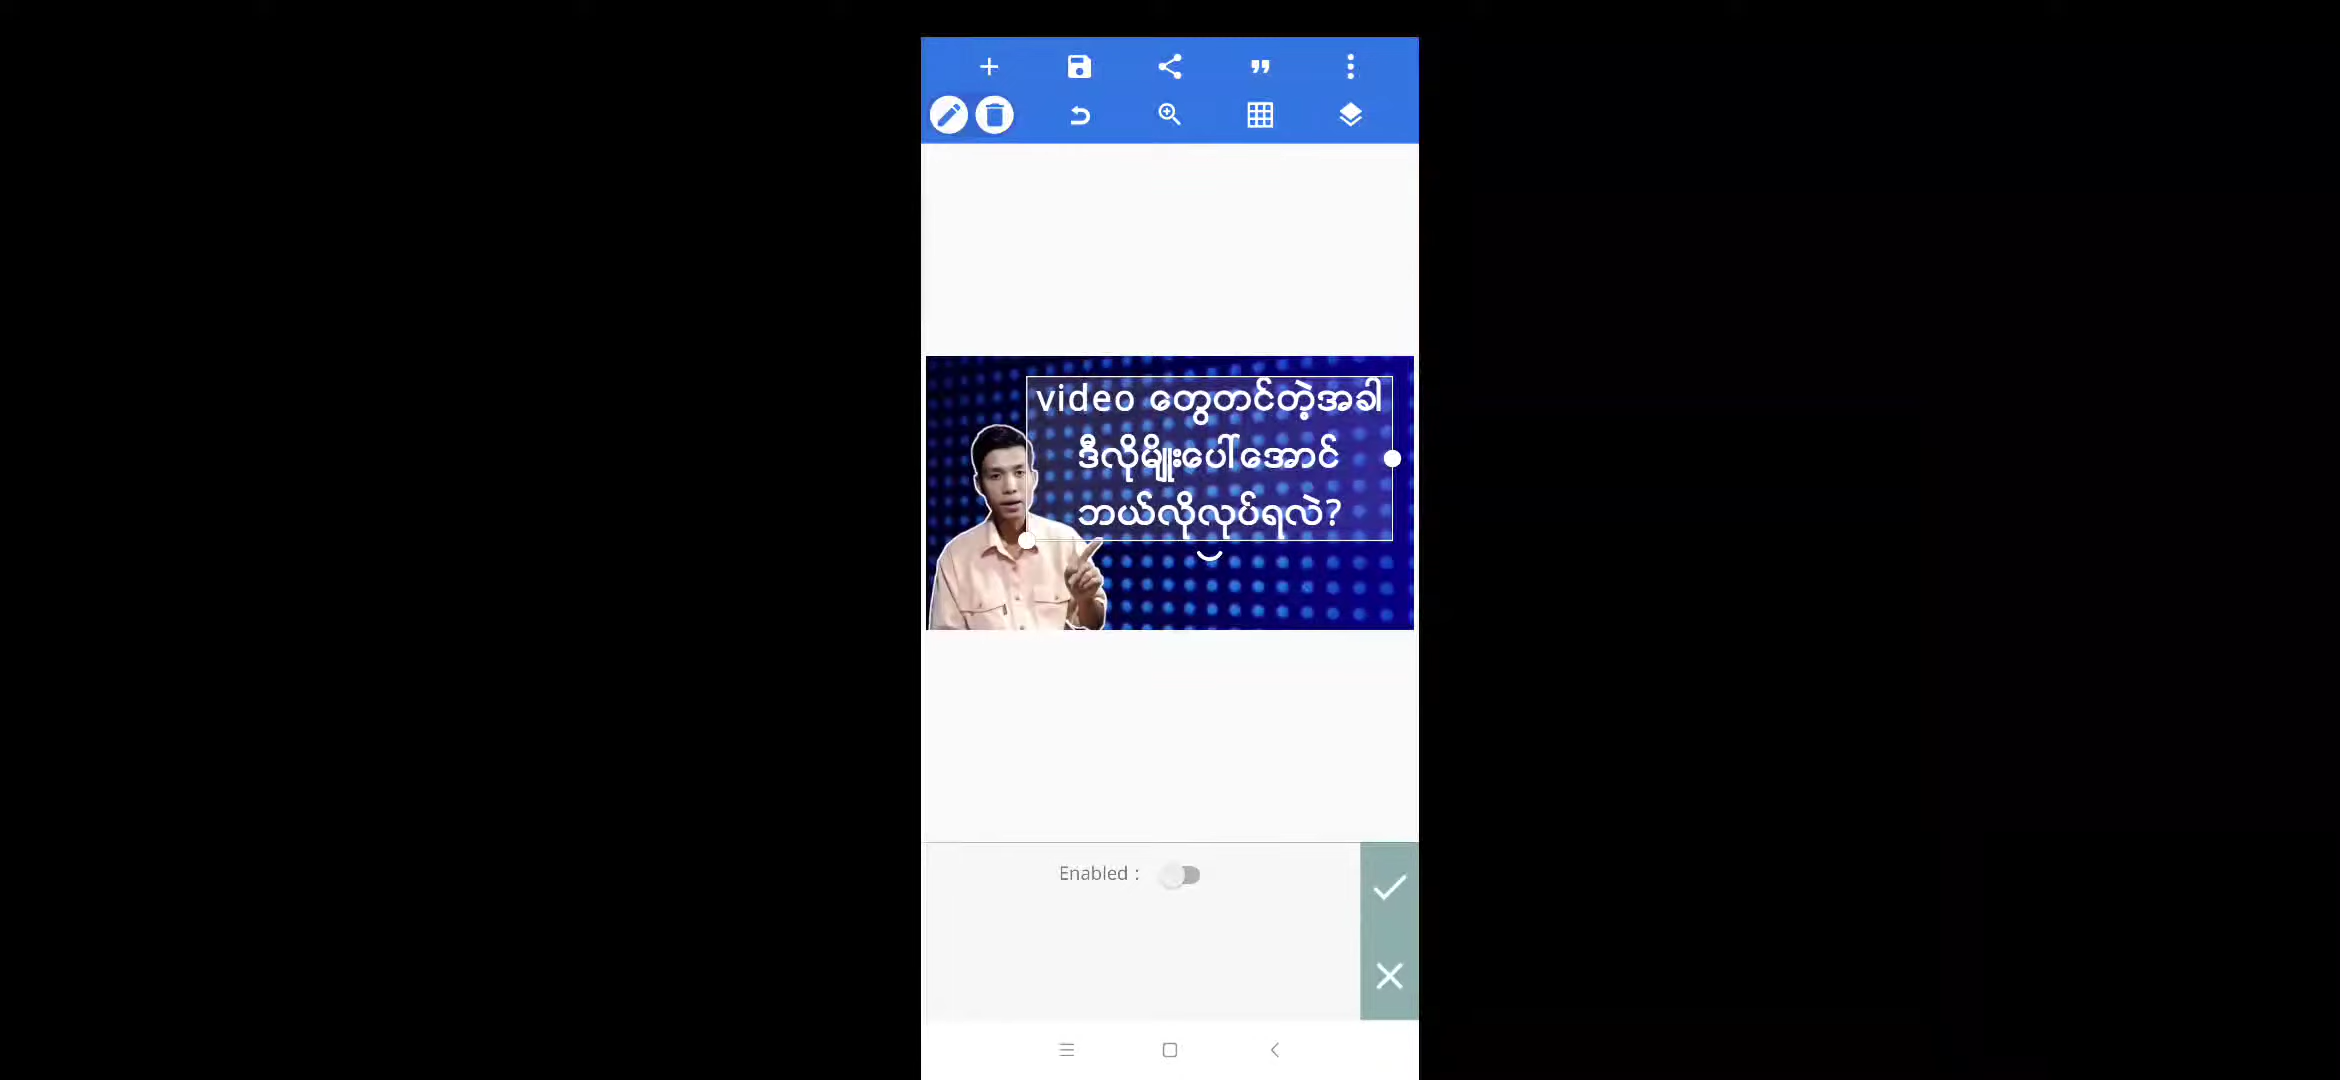 video တွေတင်တဲ့အခါ
ဒီလိုမျိုးပေါ်အောင်
ဘယ်လိုလုပ်ရလဲ?
Enabled :